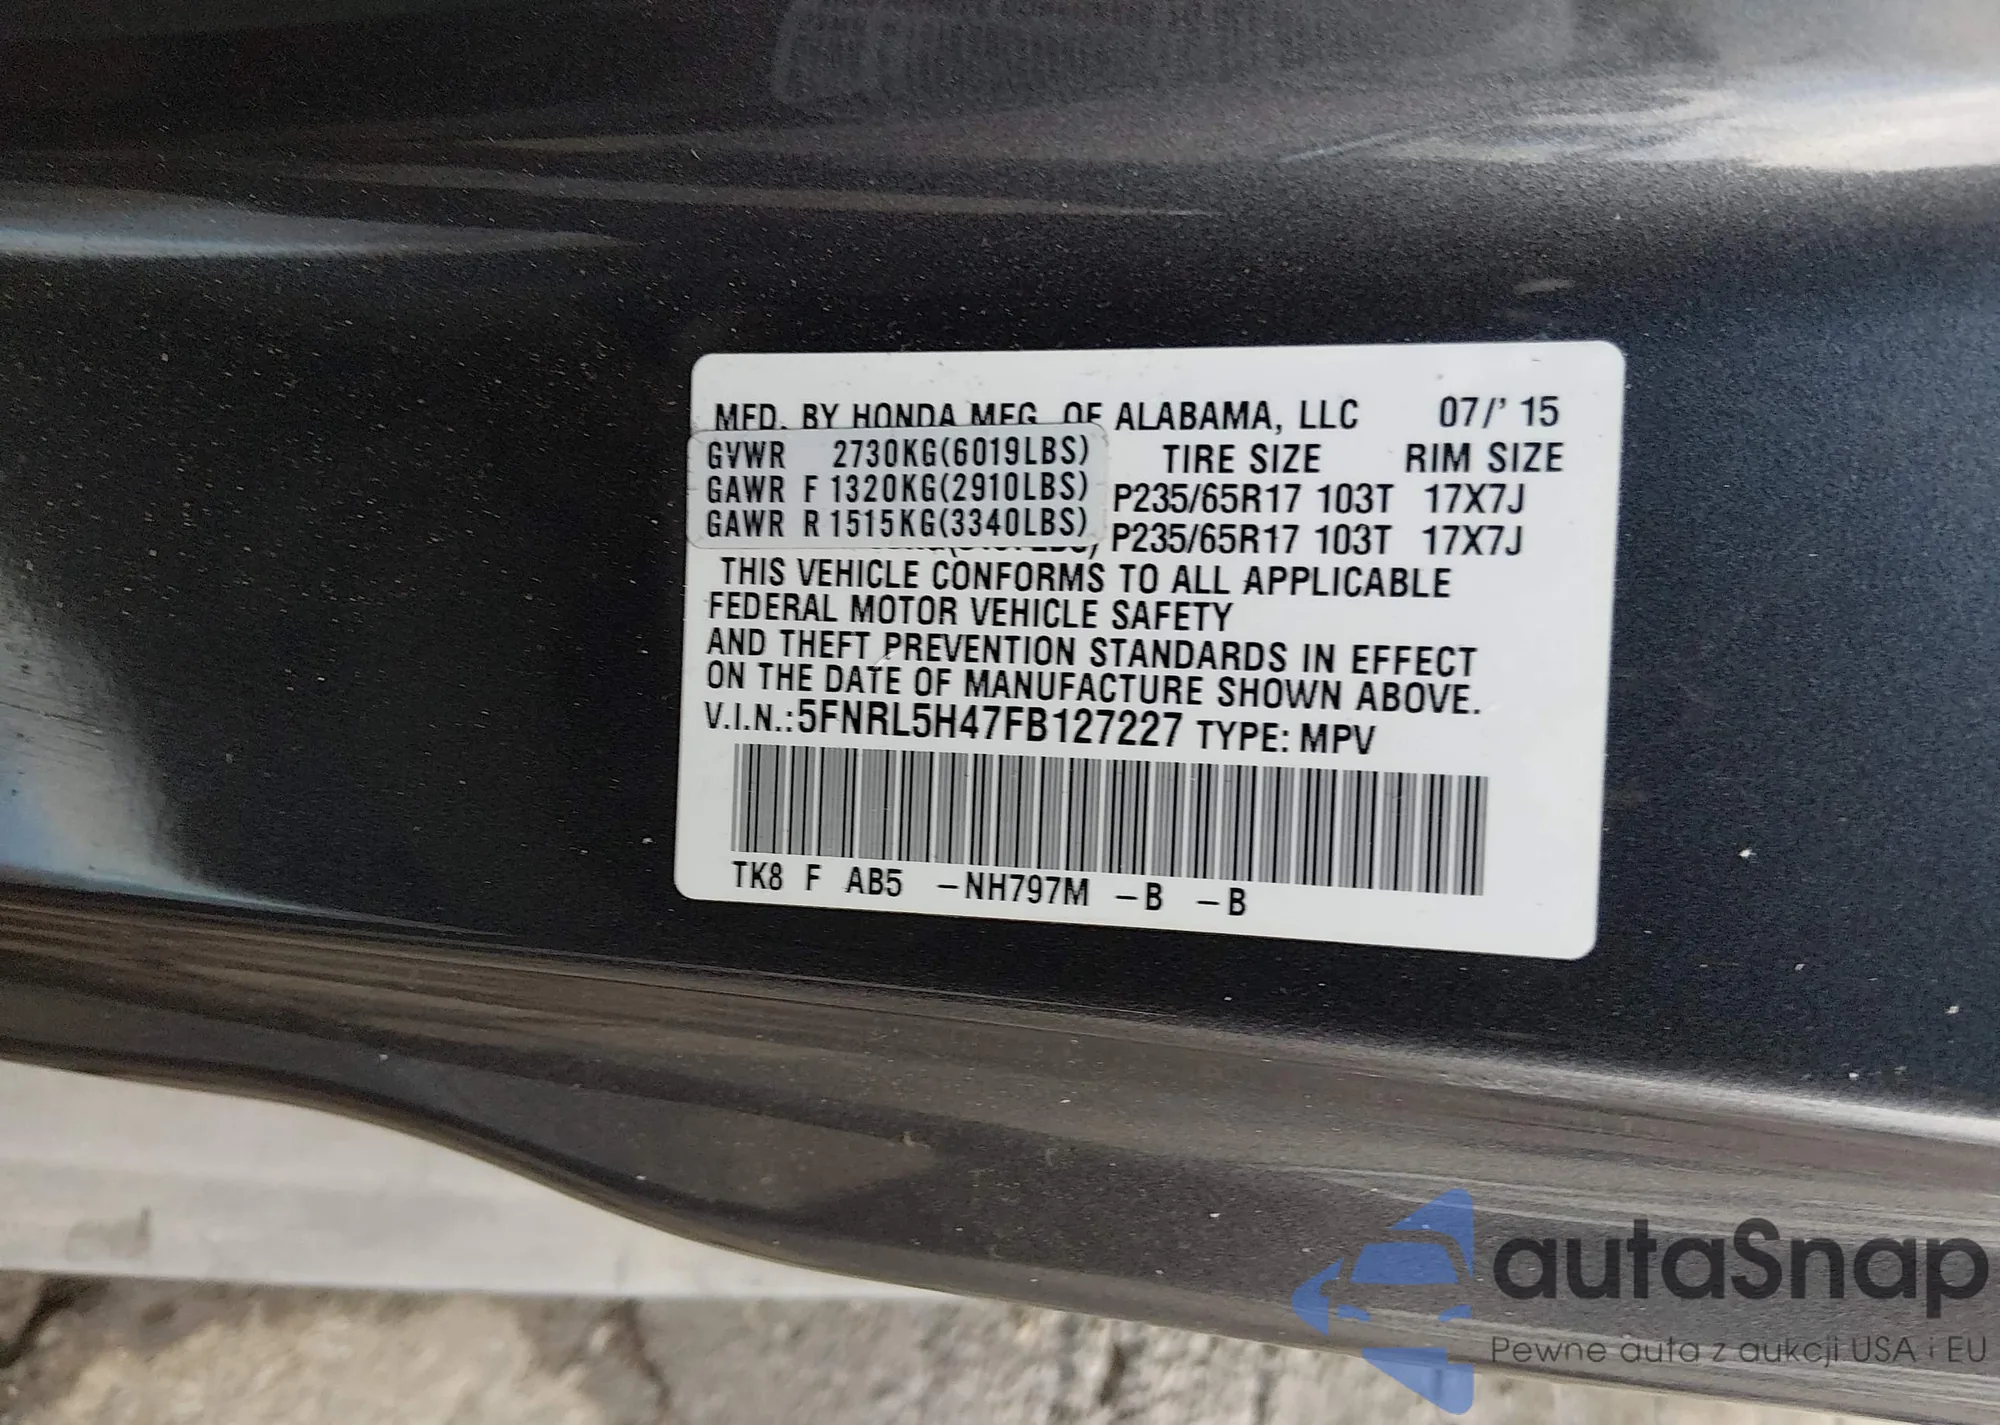 MFD. BY HONDA MFG. OF ALABAMA, LLC 07/' 15
GVWR 2730KG(6019LBS) TIRE SIZE RIM SIZE
GAWR F 1320KG(2910LBS) P235/65R17 103T 17X7J
GAWR R 1515KG(3340LBS) P235/65R17 103T 17X7J
THIS VEHICLE CONFORMS TO ALL APPLICABLE
FEDERAL MOTOR VEHICLE SAFETY
AND THEFT PREVENTION STANDARDS IN EFFECT
ON THE DATE OF MANUFACTURE SHOWN ABOVE.
V.I.N.:5FNRL5H47FB127227 TYPE: MPV
TK8 F AB5 -NH797M -B -B
autaSnap
Pewne auta z aukcji USA i EU